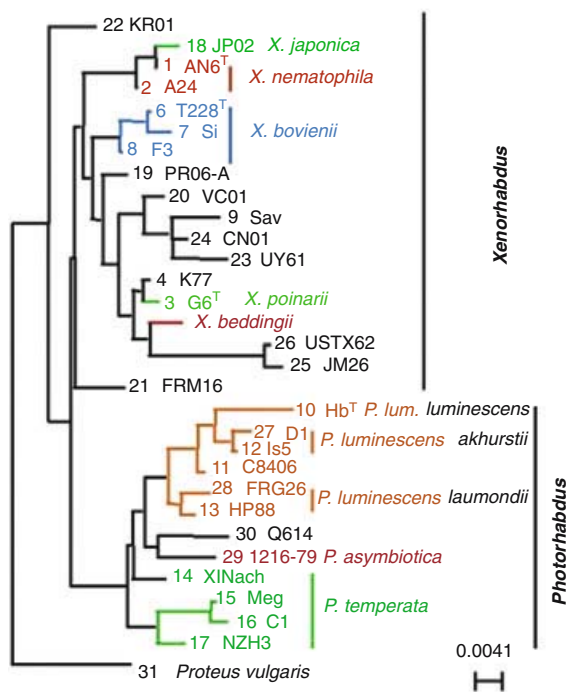 22 KR01
18 JP02 X. japonica
1 AN6T
X. nematophila
2 A24
6 T228T
7 Si X. bovienii
8 F3
19 PR06-A
20 VC01
9 Sav
24 CN01
23 UY61
4 K77
3 G6T X. poinarii
X. beddingii
26 USTX62
25 JM26
21 FRM16
Xenorhabdus
10 HbT P. lum. luminescens
27 D1
P. luminescens akhurstii
12 Is5
11 C8406
28 FRG26
P. luminescens laumondii
13 HP88
30 Q614
29 1216-79 P. asymbiotica
14 XINach
15 Meg
P. temperata
16 C1
17 NZH3
Photorhabdus
31 Proteus vulgaris
0.0041